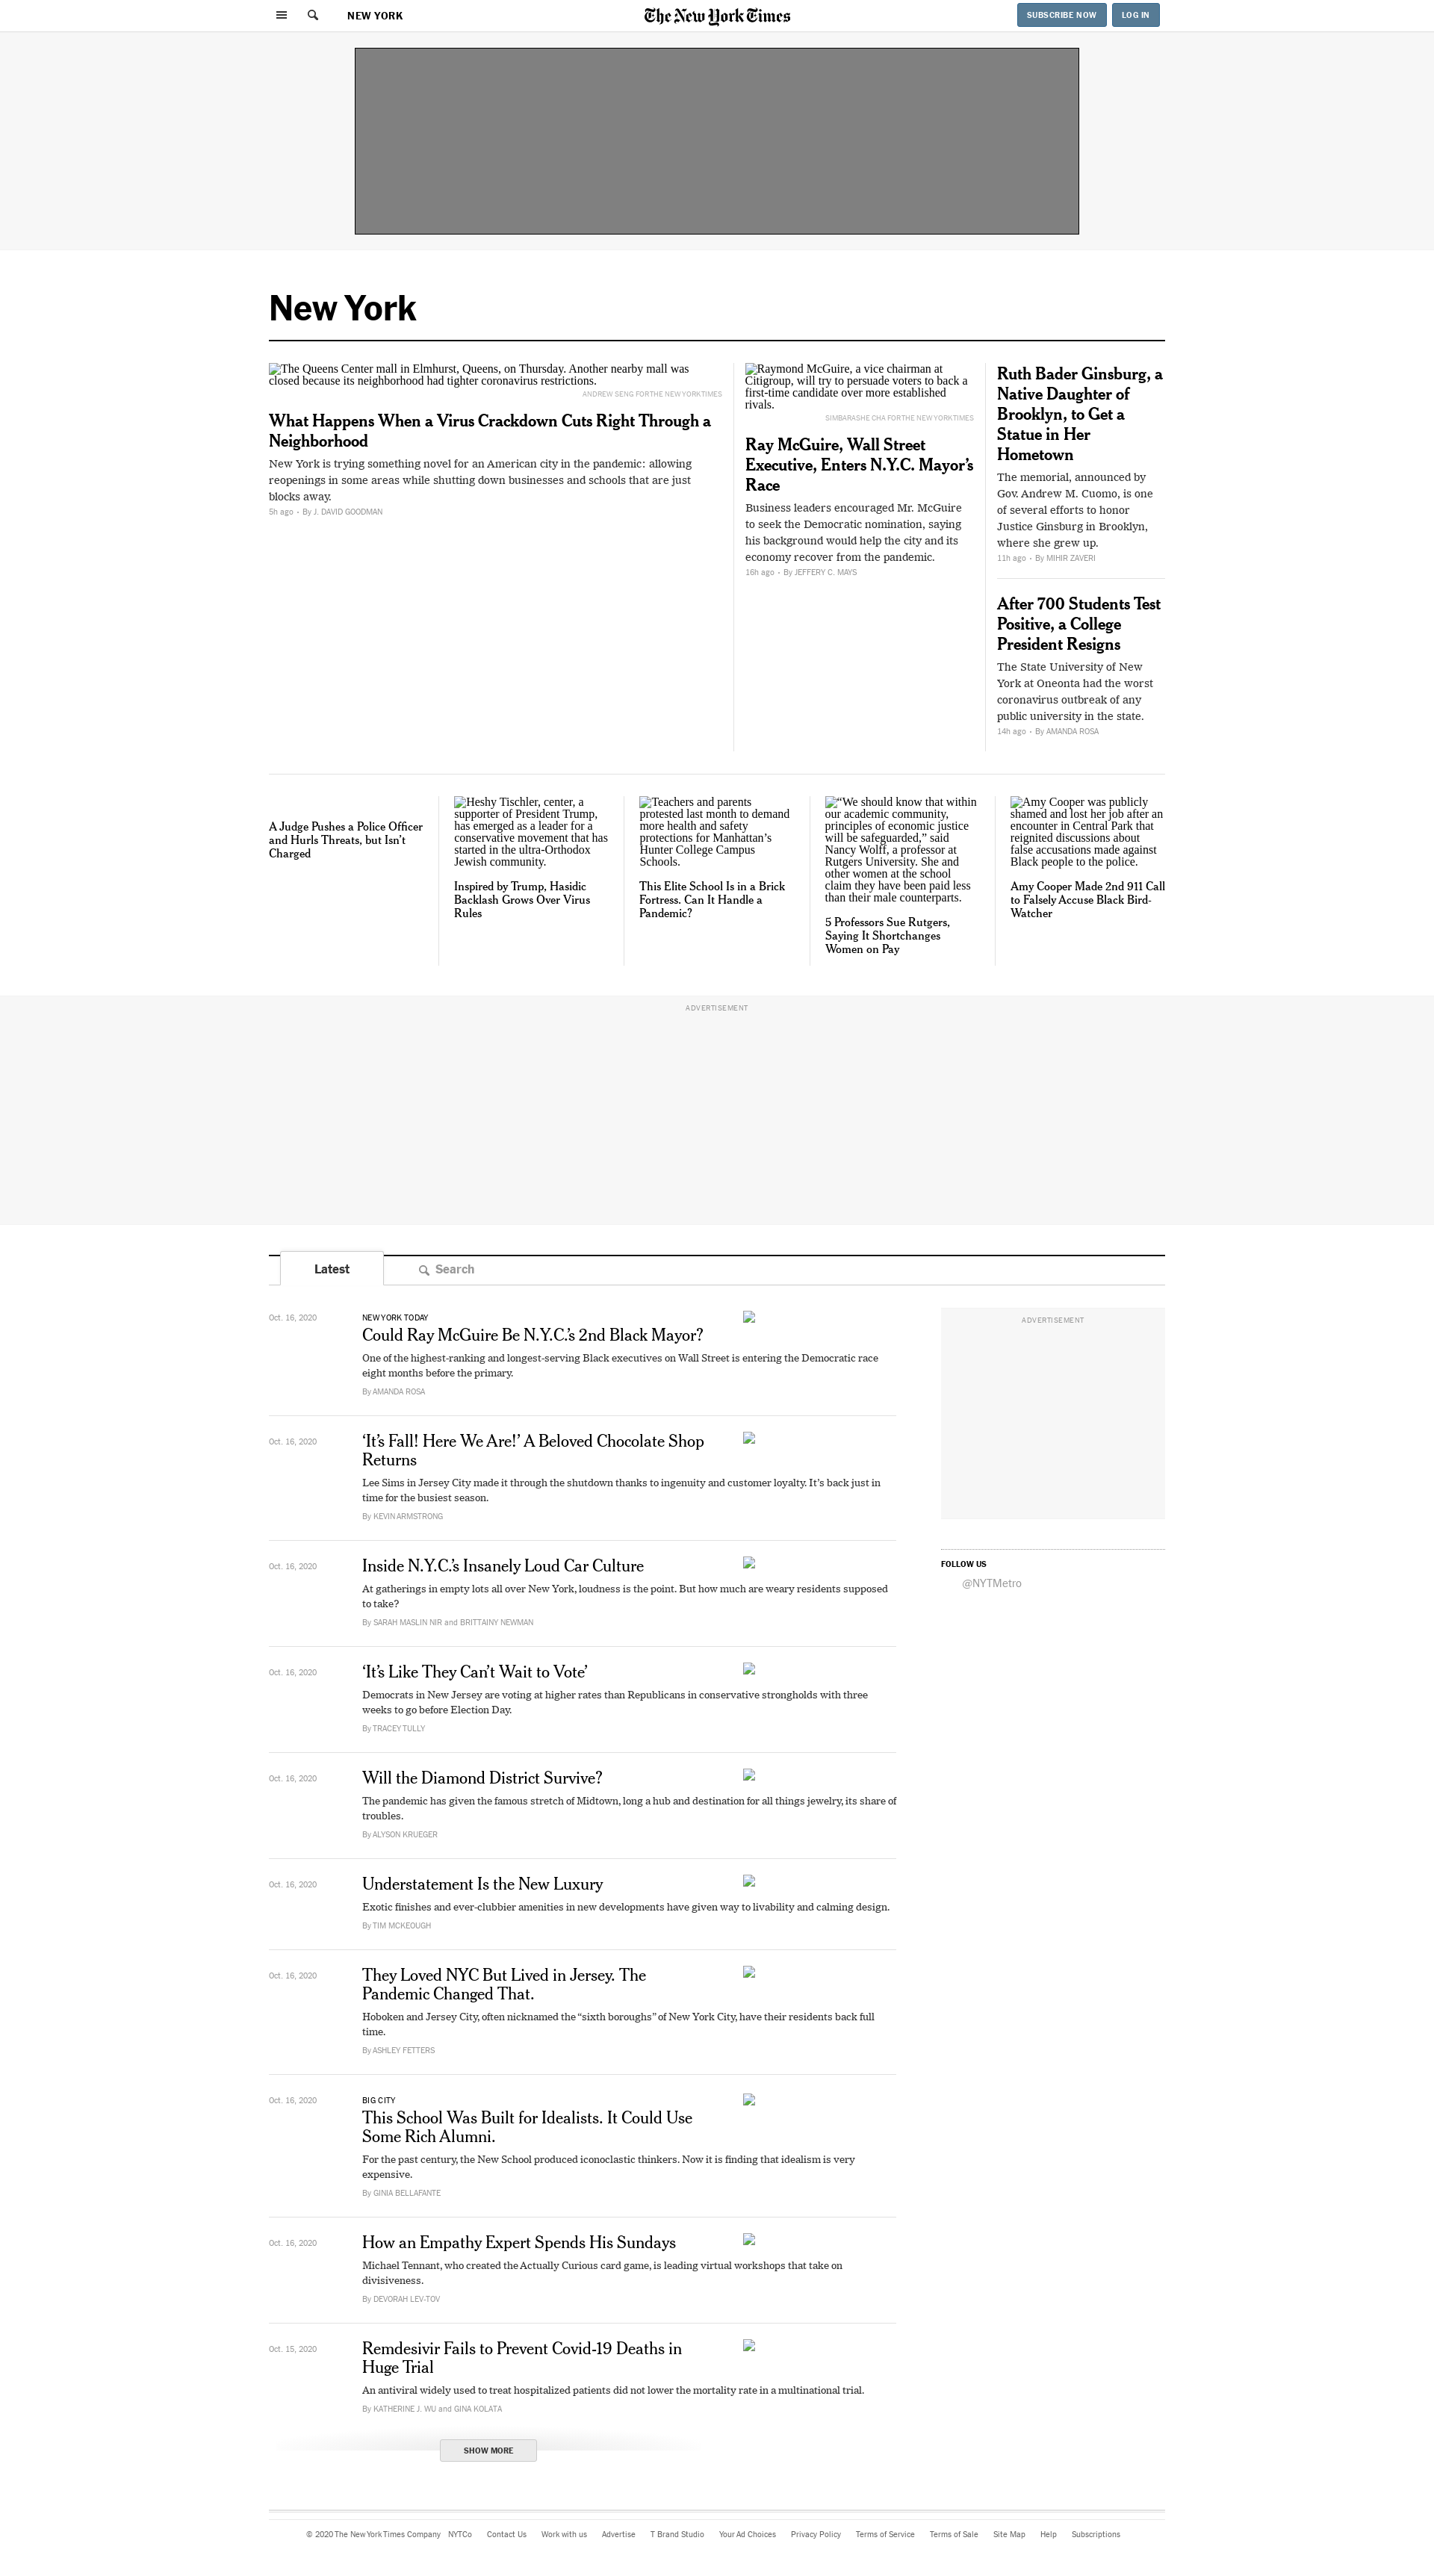 NEW YORK
The New York Times
SUBSCRIBE NOW
LOG IN
New York
The Queens Center mall in Elmhurst, Queens, on Thursday. Another nearby mall was
closed because its neighborhood had tighter coronavirus restrictions.
ANDREW SENG FOR THE NEW YORK TIMES
What Happens When a Virus Crackdown Cuts Right Through a
Neighborhood
New York is trying something novel for an American city in the pandemic: allowing
reopenings in some areas while shutting down businesses and schools that are just
blocks away.
5h ago • By J. DAVID GOODMAN
Raymond McGuire, a vice chairman at
Citigroup, will try to persuade voters to back a
first-time candidate over more established
rivals.
SIMBARASHE CHA FOR THE NEW YORK TIMES
Ray McGuire, Wall Street
Executive, Enters N.Y.C. Mayor’s
Race
Business leaders encouraged Mr. McGuire
to seek the Democratic nomination, saying
his background would help the city and its
economy recover from the pandemic.
16h ago • By JEFFERY C. MAYS
Ruth Bader Ginsburg, a
Native Daughter of
Brooklyn, to Get a
Statue in Her
Hometown
The memorial, announced by
Gov. Andrew M. Cuomo, is one
of several efforts to honor
Justice Ginsburg in Brooklyn,
where she grew up.
11h ago • By MIHIR ZAVERI
After 700 Students Test
Positive, a College
President Resigns
The State University of New
York at Oneonta had the worst
coronavirus outbreak of any
public university in the state.
14h ago • By AMANDA ROSA
A Judge Pushes a Police Officer
and Hurls Threats, but Isn’t
Charged
Heshy Tischler, center, a
supporter of President Trump,
has emerged as a leader for a
conservative movement that has
started in the ultra-Orthodox
Jewish community.
Inspired by Trump, Hasidic
Backlash Grows Over Virus
Rules
Teachers and parents
protested last month to demand
more health and safety
protections for Manhattan’s
Hunter College Campus
Schools.
This Elite School Is in a Brick
Fortress. Can It Handle a
Pandemic?
“We should know that within
our academic community,
principles of economic justice
will be safeguarded,” said
Nancy Wolff, a professor at
Rutgers University. She and
other women at the school
claim they have been paid less
than their male counterparts.
5 Professors Sue Rutgers,
Saying It Shortchanges
Women on Pay
Amy Cooper was publicly
shamed and lost her job after an
encounter in Central Park that
reignited discussions about
false accusations made against
Black people to the police.
Amy Cooper Made 2nd 911 Call
to Falsely Accuse Black Bird-
Watcher
ADVERTISEMENT
Latest
Search
Oct. 16, 2020
NEW YORK TODAY
Could Ray McGuire Be N.Y.C.’s 2nd Black Mayor?
One of the highest-ranking and longest-serving Black executives on Wall Street is entering the Democratic race
eight months before the primary.
By AMANDA ROSA
Oct. 16, 2020
‘It’s Fall! Here We Are!’ A Beloved Chocolate Shop
Returns
Lee Sims in Jersey City made it through the shutdown thanks to ingenuity and customer loyalty. It’s back just in
time for the busiest season.
By KEVIN ARMSTRONG
Oct. 16, 2020
Inside N.Y.C.’s Insanely Loud Car Culture
At gatherings in empty lots all over New York, loudness is the point. But how much are weary residents supposed
to take?
By SARAH MASLIN NIR and BRITTAINY NEWMAN
Oct. 16, 2020
‘It’s Like They Can’t Wait to Vote’
Democrats in New Jersey are voting at higher rates than Republicans in conservative strongholds with three
weeks to go before Election Day.
By TRACEY TULLY
Oct. 16, 2020
Will the Diamond District Survive?
The pandemic has given the famous stretch of Midtown, long a hub and destination for all things jewelry, its share of
troubles.
By ALYSON KRUEGER
Oct. 16, 2020
Understatement Is the New Luxury
Exotic finishes and ever-clubbier amenities in new developments have given way to livability and calming design.
By TIM MCKEOUGH
Oct. 16, 2020
They Loved NYC But Lived in Jersey. The
Pandemic Changed That.
Hoboken and Jersey City, often nicknamed the “sixth boroughs” of New York City, have their residents back full
time.
By ASHLEY FETTERS
Oct. 16, 2020
BIG CITY
This School Was Built for Idealists. It Could Use
Some Rich Alumni.
For the past century, the New School produced iconoclastic thinkers. Now it is finding that idealism is very
expensive.
By GINIA BELLAFANTE
Oct. 16, 2020
How an Empathy Expert Spends His Sundays
Michael Tennant, who created the Actually Curious card game, is leading virtual workshops that take on
divisiveness.
By DEVORAH LEV-TOV
Oct. 15, 2020
Remdesivir Fails to Prevent Covid-19 Deaths in
Huge Trial
An antiviral widely used to treat hospitalized patients did not lower the mortality rate in a multinational trial.
By KATHERINE J. WU and GINA KOLATA
SHOW MORE
ADVERTISEMENT
FOLLOW US
@NYTMetro
© 2020 The New York Times Company NYTCo Contact Us Work with us Advertise T Brand Studio Your Ad Choices Privacy Policy Terms of Service Terms of Sale Site Map Help Subscriptions